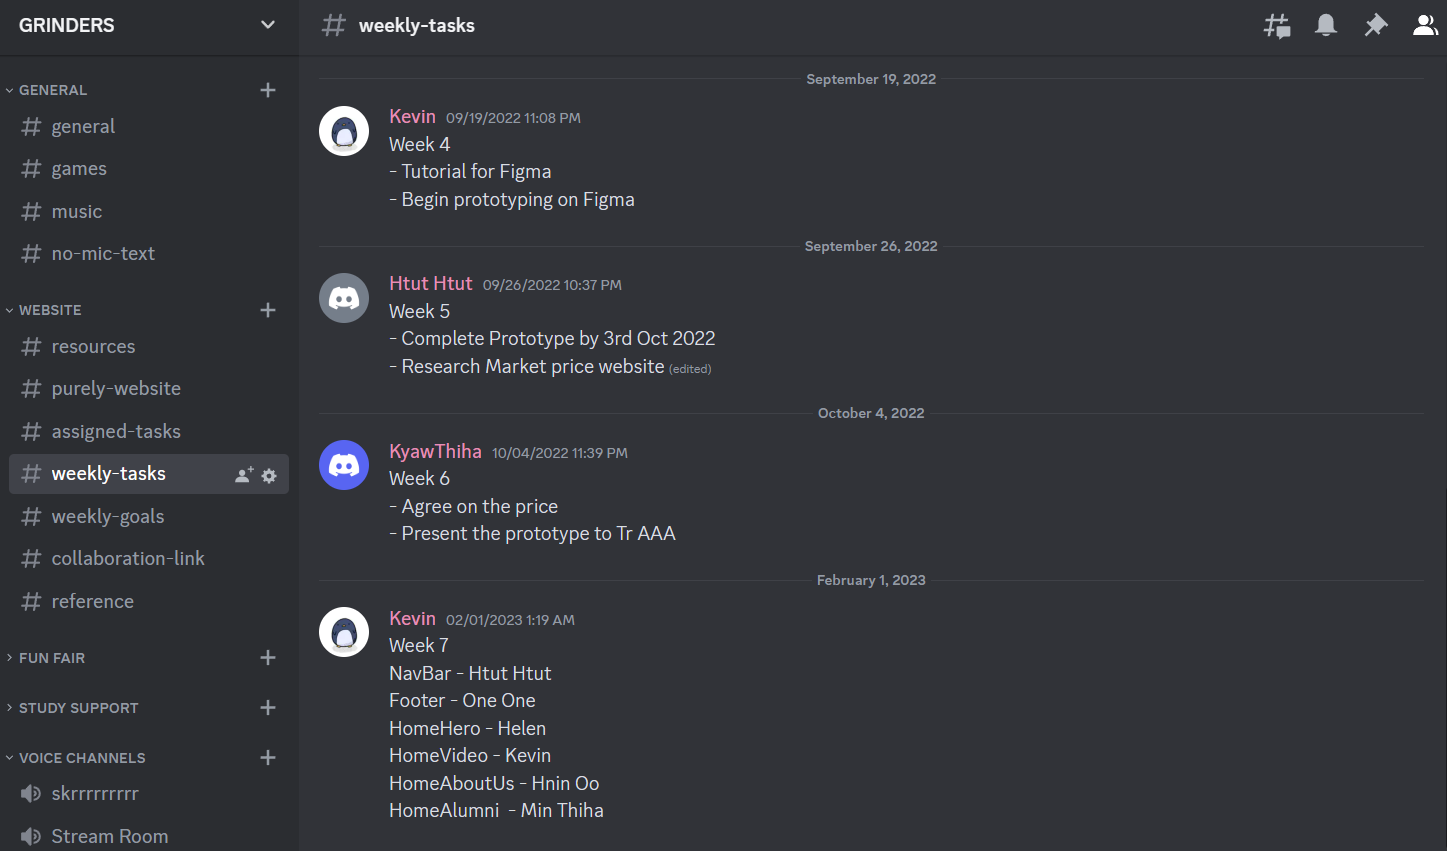 GRINDERS
GENERAL
# general
# games
# music
# no-mic-text
WEBSITE
# resources
# purely-website
# assigned-tasks
# weekly-tasks
# weekly-goals
# collaboration-link
# reference
FUN FAIR
STUDY SUPPORT
VOICE CHANNELS
skrrrrrrrrr
Stream Room
# weekly-tasks
September 19, 2022
Kevin 09/19/2022 11:08 PM
Week 4
- Tutorial for Figma
- Begin prototyping on Figma
September 26, 2022
Htut Htut 09/26/2022 10:37 PM
Week 5
- Complete Prototype by 3rd Oct 2022
- Research Market price website (edited)
October 4, 2022
KyawThiha 10/04/2022 11:39 PM
Week 6
- Agree on the price
- Present the prototype to Tr AAA
February 1, 2023
Kevin 02/01/2023 1:19 AM
Week 7
NavBar - Htut Htut
Footer - One One
HomeHero - Helen
HomeVideo - Kevin
HomeAboutUs - Hnin Oo
HomeAlumni - Min Thiha